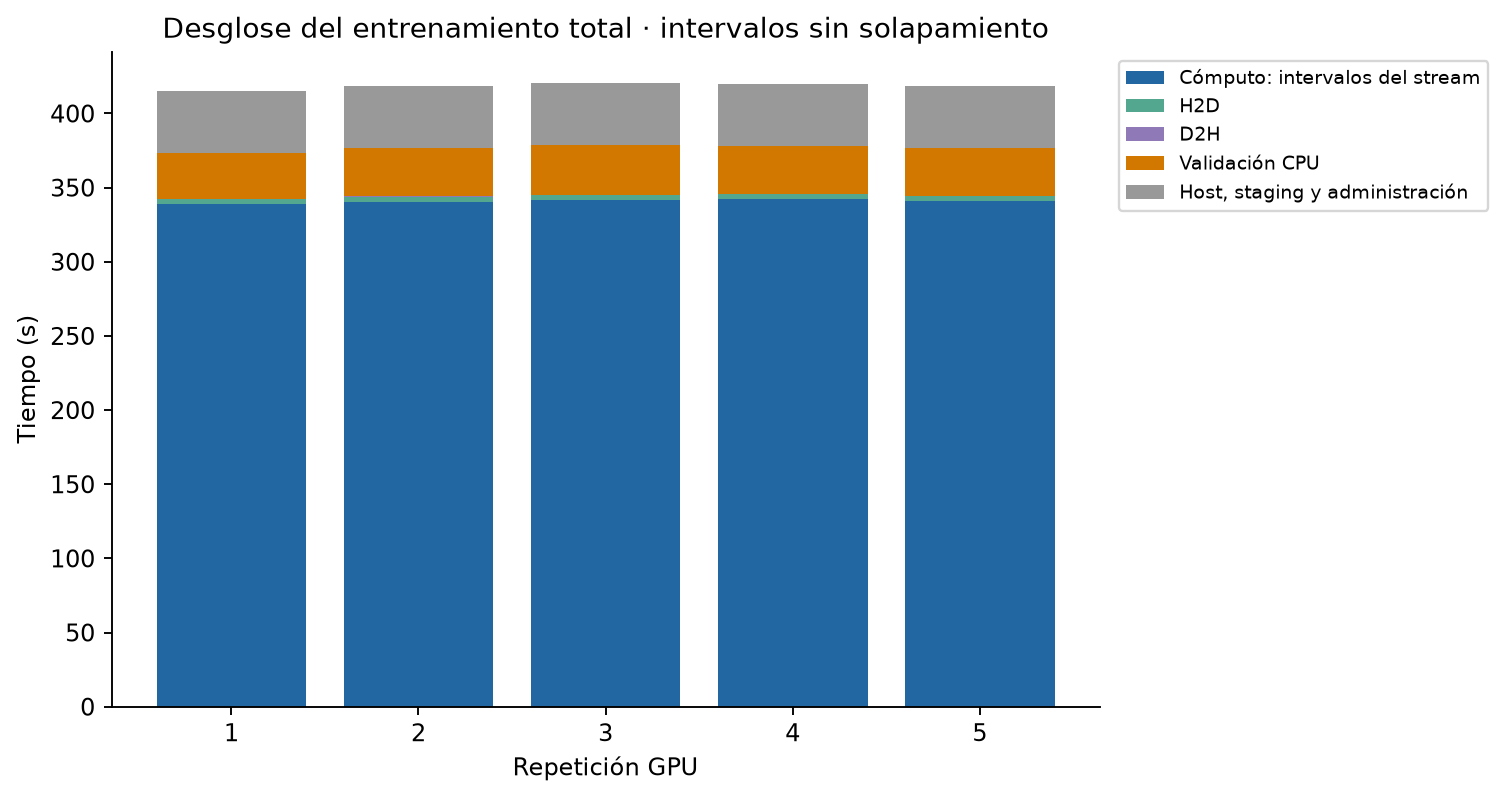 Desglose del entrenamiento total · intervalos sin solapamiento
Cómputo: intervalos del stream
H2D
D2H
Validación CPU
Host, staging y administración
Tiempo (s)
400
350
300
250
200
150
100
50
0
1 2 3 4 5
Repetición GPU